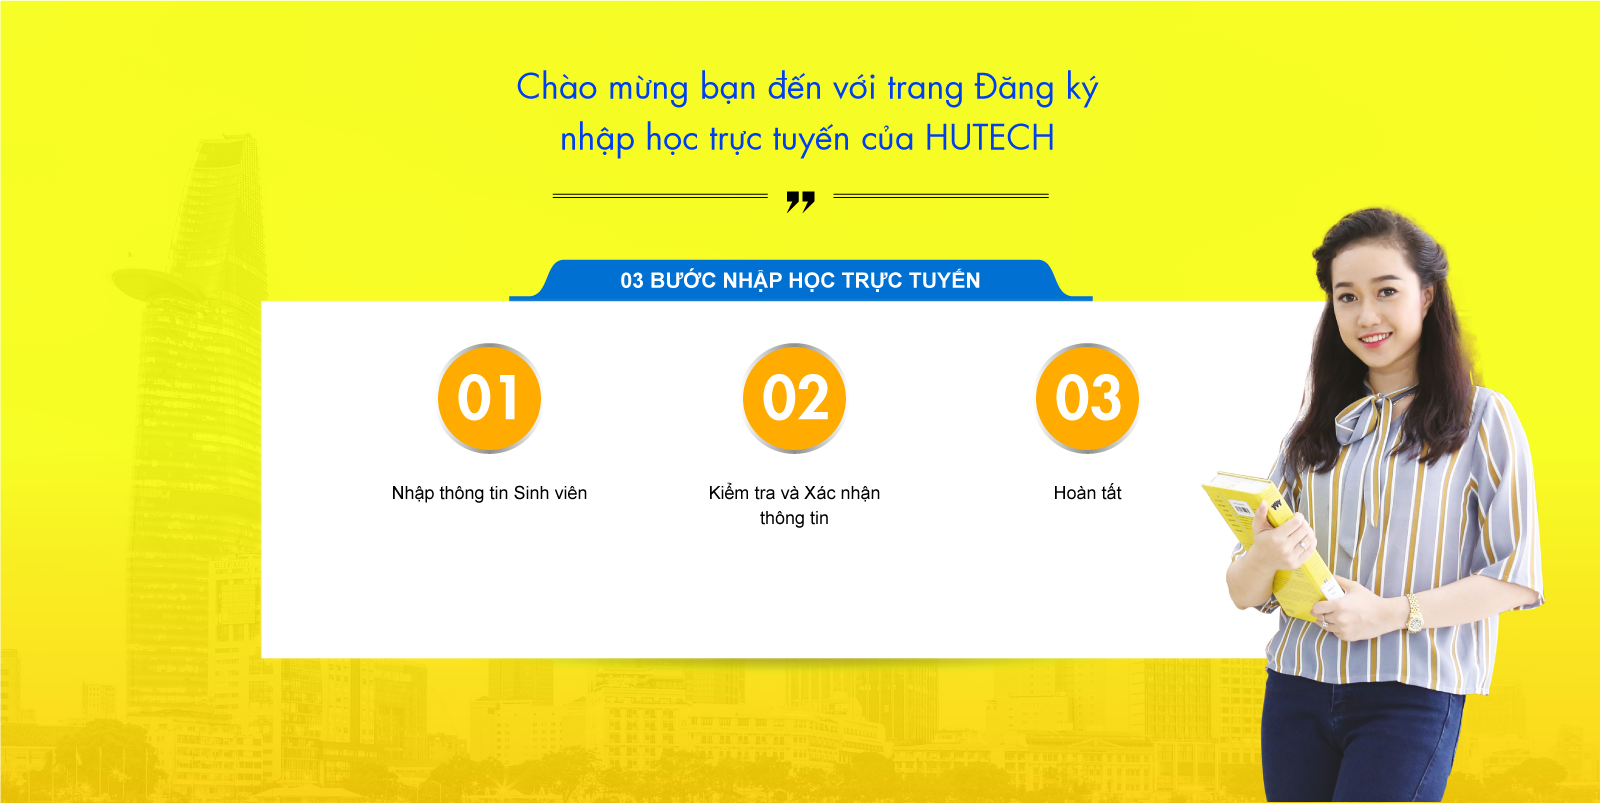 Chào mừng bạn đến với trang Đăng ký
nhập học trực tuyến của HUTECH
03 BƯỚC NHẬP HỌC TRỰC TUYẾN
01
02
03
Nhập thông tin Sinh viên
Kiểm tra và Xác nhận
thông tin
Hoàn tất